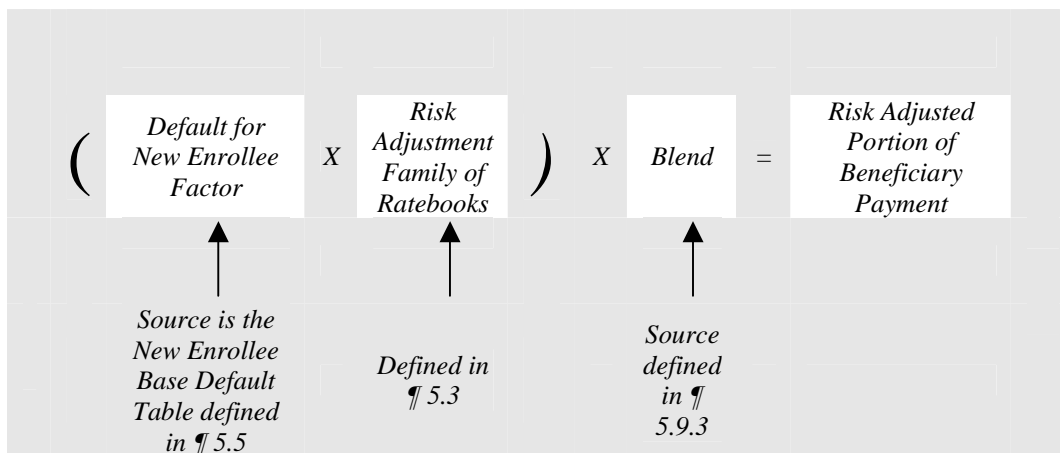 ( Default for New Enrollee Factor X Risk Adjustment Family of Ratebooks ) X Blend = Risk Adjusted Portion of Beneficiary Payment
Source is the
New Enrollee
Base Default
Table defined
in ¶ 5.5
Defined in
¶ 5.3
Source
defined
in ¶
5.9.3